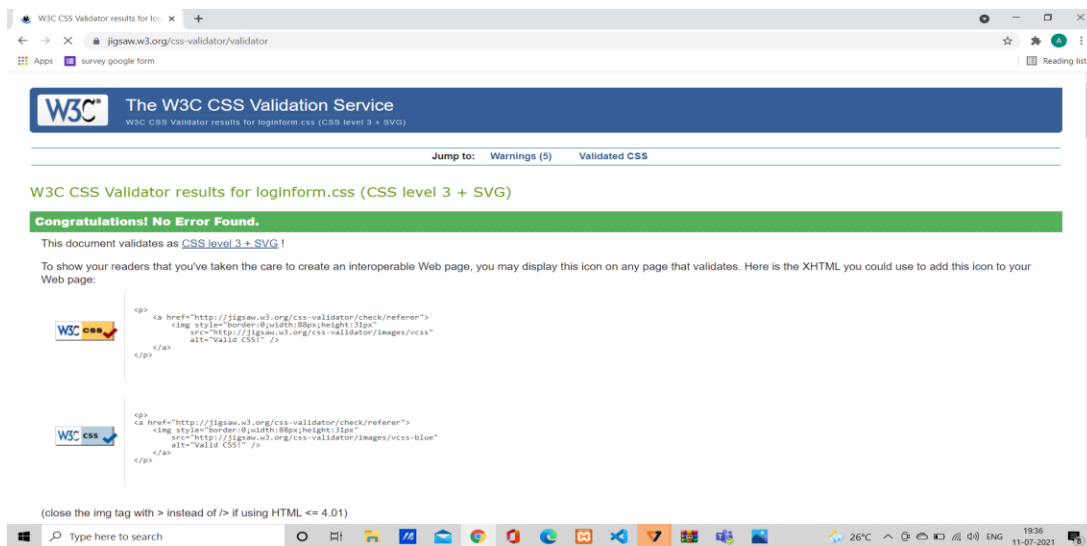 W3C CSS Validator results for log
jigsaw.w3.org/css-validator/validator
A
Apps survey google form Reading list
W3C® The W3C CSS Validation Service
W3C CSS Validator results for loginform.css (CSS level 3 + SVG)
Jump to: Warnings (5) Validated CSS
W3C CSS Validator results for loginform.css (CSS level 3 + SVG)
Congratulations! No Error Found.
This document validates as CSS level 3 + SVG !
To show your readers that you've taken the care to create an interoperable Web page, you may display this icon on any page that validates. Here is the XHTML you could use to add this icon to your
Web page:
<p>
<a href="http://jigsaw.w3.org/css-validator/check/referer">
<img style="border:0;width:88px;height:31px"
src="http://jigsaw.w3.org/css-validator/images/vcss"
alt="Valid CSS!" />
</a>
</p>
W3C css
<p>
<a href="http://jigsaw.w3.org/css-validator/check/referer">
<img style="border:0;width:88px;height:31px"
src="http://jigsaw.w3.org/css-validator/images/vcss-blue"
alt="Valid CSS!" />
</a>
</p>
W3C css
(close the img tag with > instead of /> if using HTML <= 4.01)
Type here to search
26°C ENG
19:36
11-07-2021